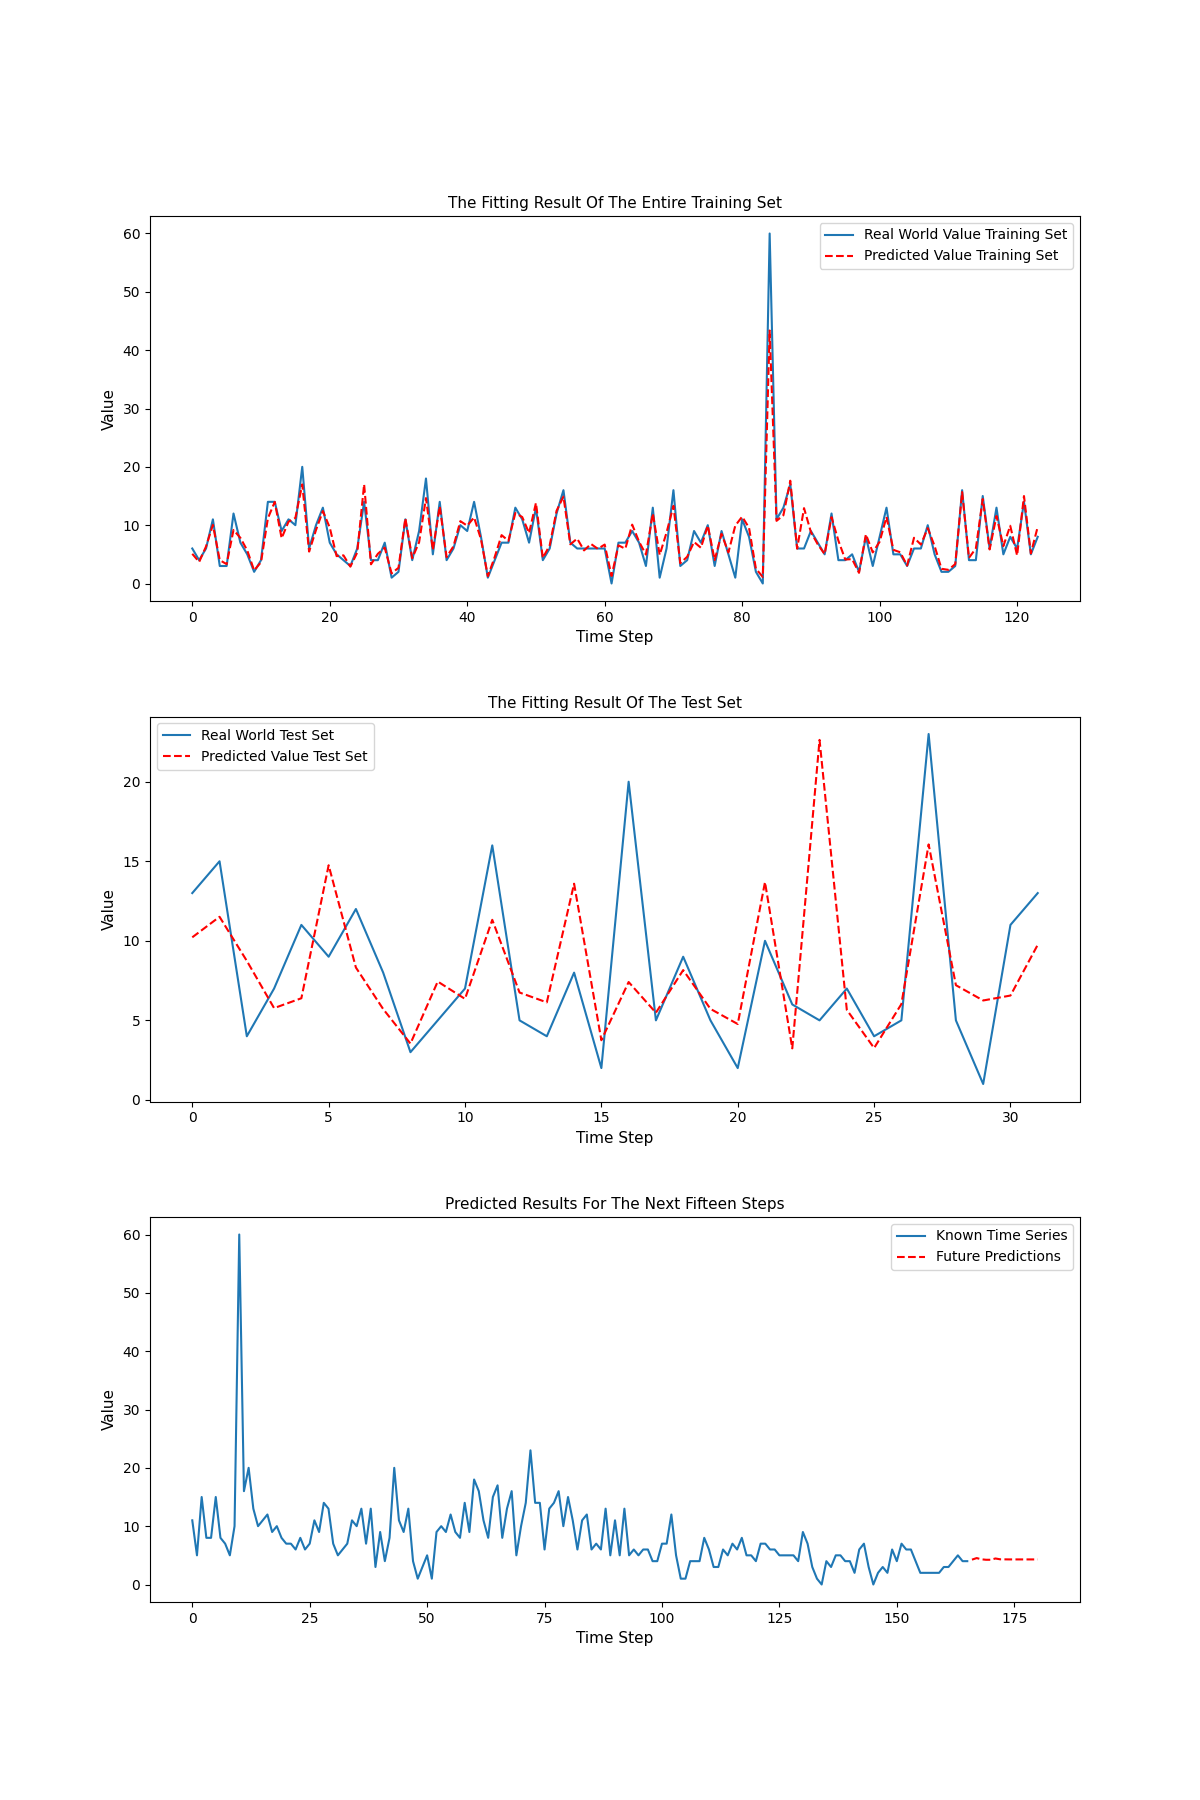 The Fitting Result Of The Entire Training Set
60
50
40
30
20
10
0
Value
Real World Value Training Set
Predicted Value Training Set
0 20 40 60 80 100 120
Time Step
The Fitting Result Of The Test Set
Real World Test Set
Predicted Value Test Set
20
15
10
5
0
Value
0 5 10 15 20 25 30
Time Step
Predicted Results For The Next Fifteen Steps
60
50
40
30
20
10
0
Value
Known Time Series
Future Predictions
0 25 50 75 100 125 150 175
Time Step